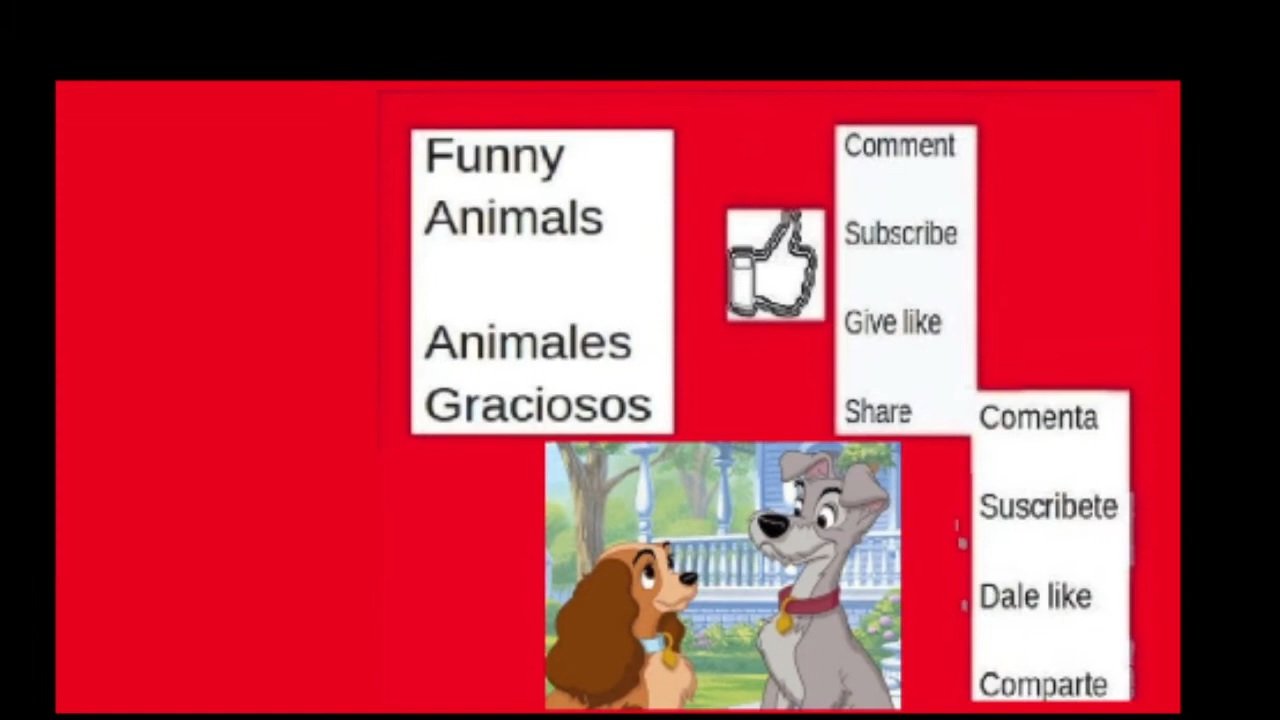 Funny
Animals
Animales
Graciosos
Comment
Subscribe
Give like
Share
Comenta
Suscribete
Dale like
Comparte